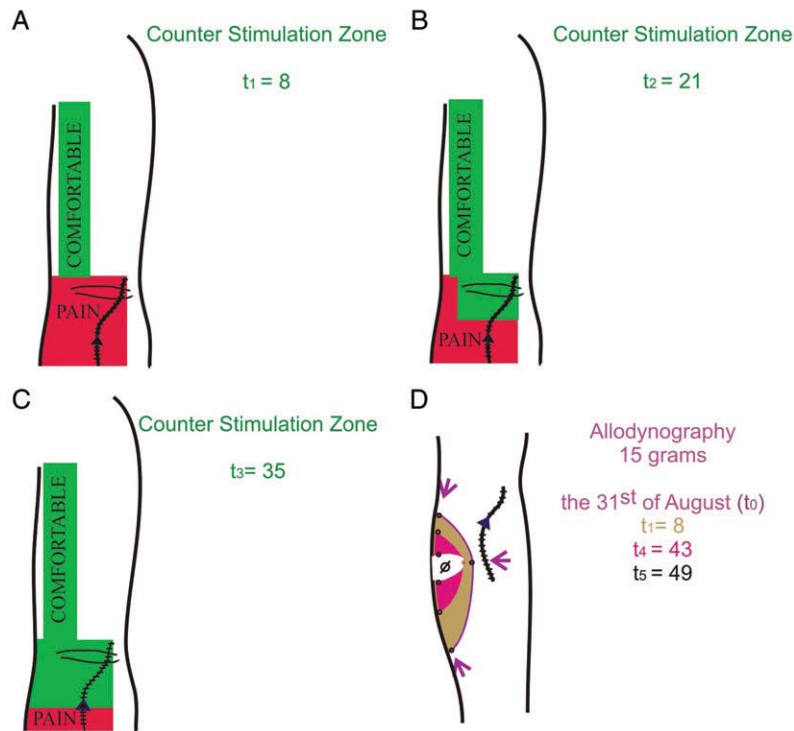 A
Counter Stimulation Zone
t1 = 8
COMFORTABLE
PAIN
B
Counter Stimulation Zone
t2 = 21
COMFORTABLE
PAIN
C
Counter Stimulation Zone
t3= 35
COMFORTABLE
PAIN
D
Allodynography
15 grams
the 31st of August (t0)
t1= 8
t4 = 43
t5 = 49
ø